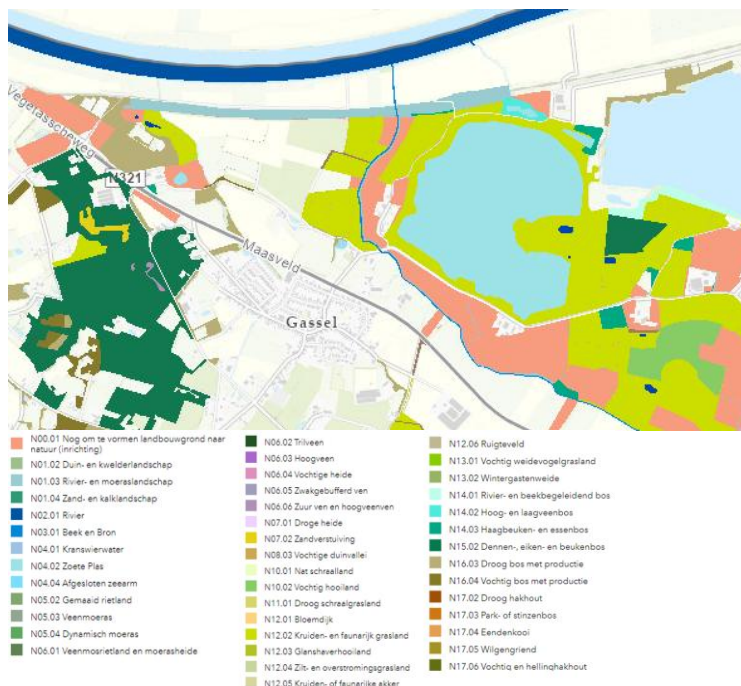 Vegetasscheweg
N321
Maasveld
Gassel
N00.01 Nog om te vormen landbouwgrond naar
natuur (inrichting)
N01.02 Duin- en kwelderlandschap
N01.03 Rivier- en moeraslandschap
N01.04 Zand- en kalklandschap
N02.01 Rivier
N03.01 Beek en Bron
N04.01 Kranswierwater
N04.02 Zoete Plas
N04.04 Afgesloten zeearm
N05.02 Gemaaid rietland
N05.03 Veenmoeras
N05.04 Dynamisch moeras
N06.01 Veenmosrietland en moerasheide
N06.02 Trilveen
N06.03 Hoogveen
N06.04 Vochtige heide
N06.05 Zwakgebufferd ven
N06.06 Zuur ven en hoogveenven
N07.01 Droge heide
N07.02 Zandverstuiving
N08.03 Vochtige duinvallei
N10.01 Nat schraalland
N10.02 Vochtig hooiland
N11.01 Droog schraalgrasland
N12.01 Bloemdijk
N12.02 Kruiden- en faunarijk grasland
N12.03 Glanshaverhooiland
N12.04 Zilt- en overstromingsgrasland
N12.05 Kruiden- of faunarijke akker
N12.06 Ruigteveld
N13.01 Vochtig weidevogelgrasland
N13.02 Wintergastenweide
N14.01 Rivier- en beekbegeleidend bos
N14.02 Hoog- en laagveenbos
N14.03 Haagbeuken- en essenbos
N15.02 Dennen-, eiken- en beukenbos
N16.03 Droog bos met productie
N16.04 Vochtig bos met productie
N17.02 Droog hakhout
N17.03 Park- of stinzenbos
N17.04 Eendenkooi
N17.05 Wilgengriend
N17.06 Vochtig en hellinghakhout